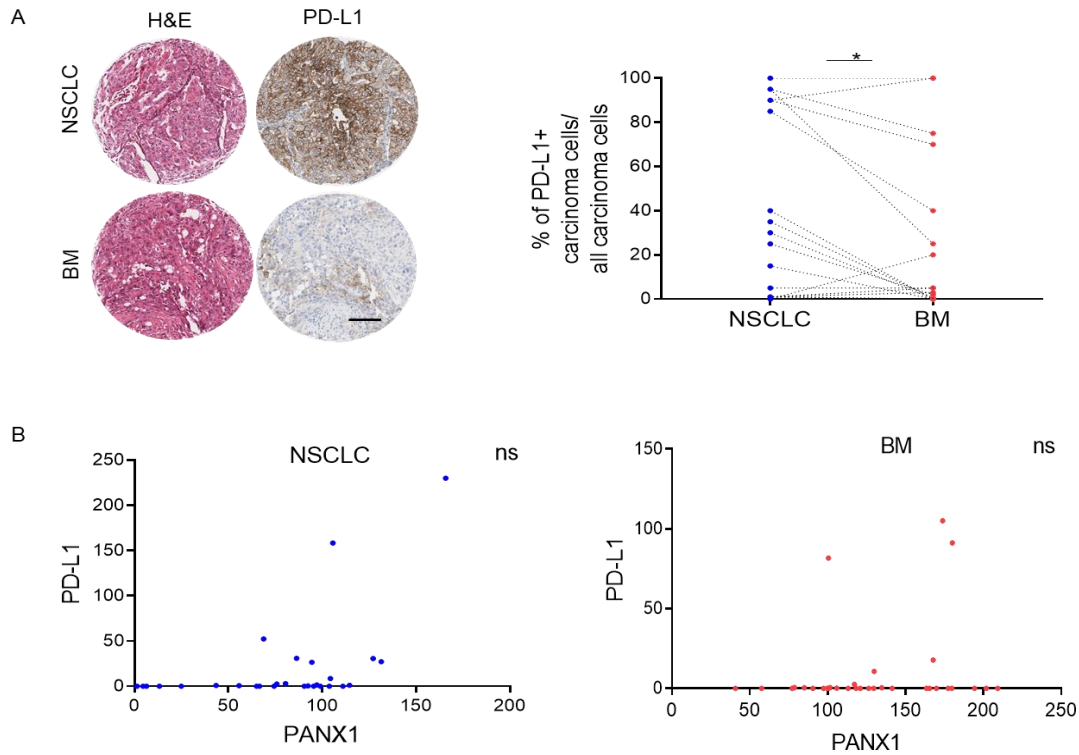 A
H&E
PD-L1
NSCLC
BM
*
% of PD-L1+
carcinoma cells/
all carcinoma cells
100
80
60
40
20
0
NSCLC
BM
B
NSCLC
ns
PD-L1
250
200
150
100
50
0
0
50
100
150
200
PANX1
BM
ns
PD-L1
150
100
50
0
0
50
100
150
200
250
PANX1